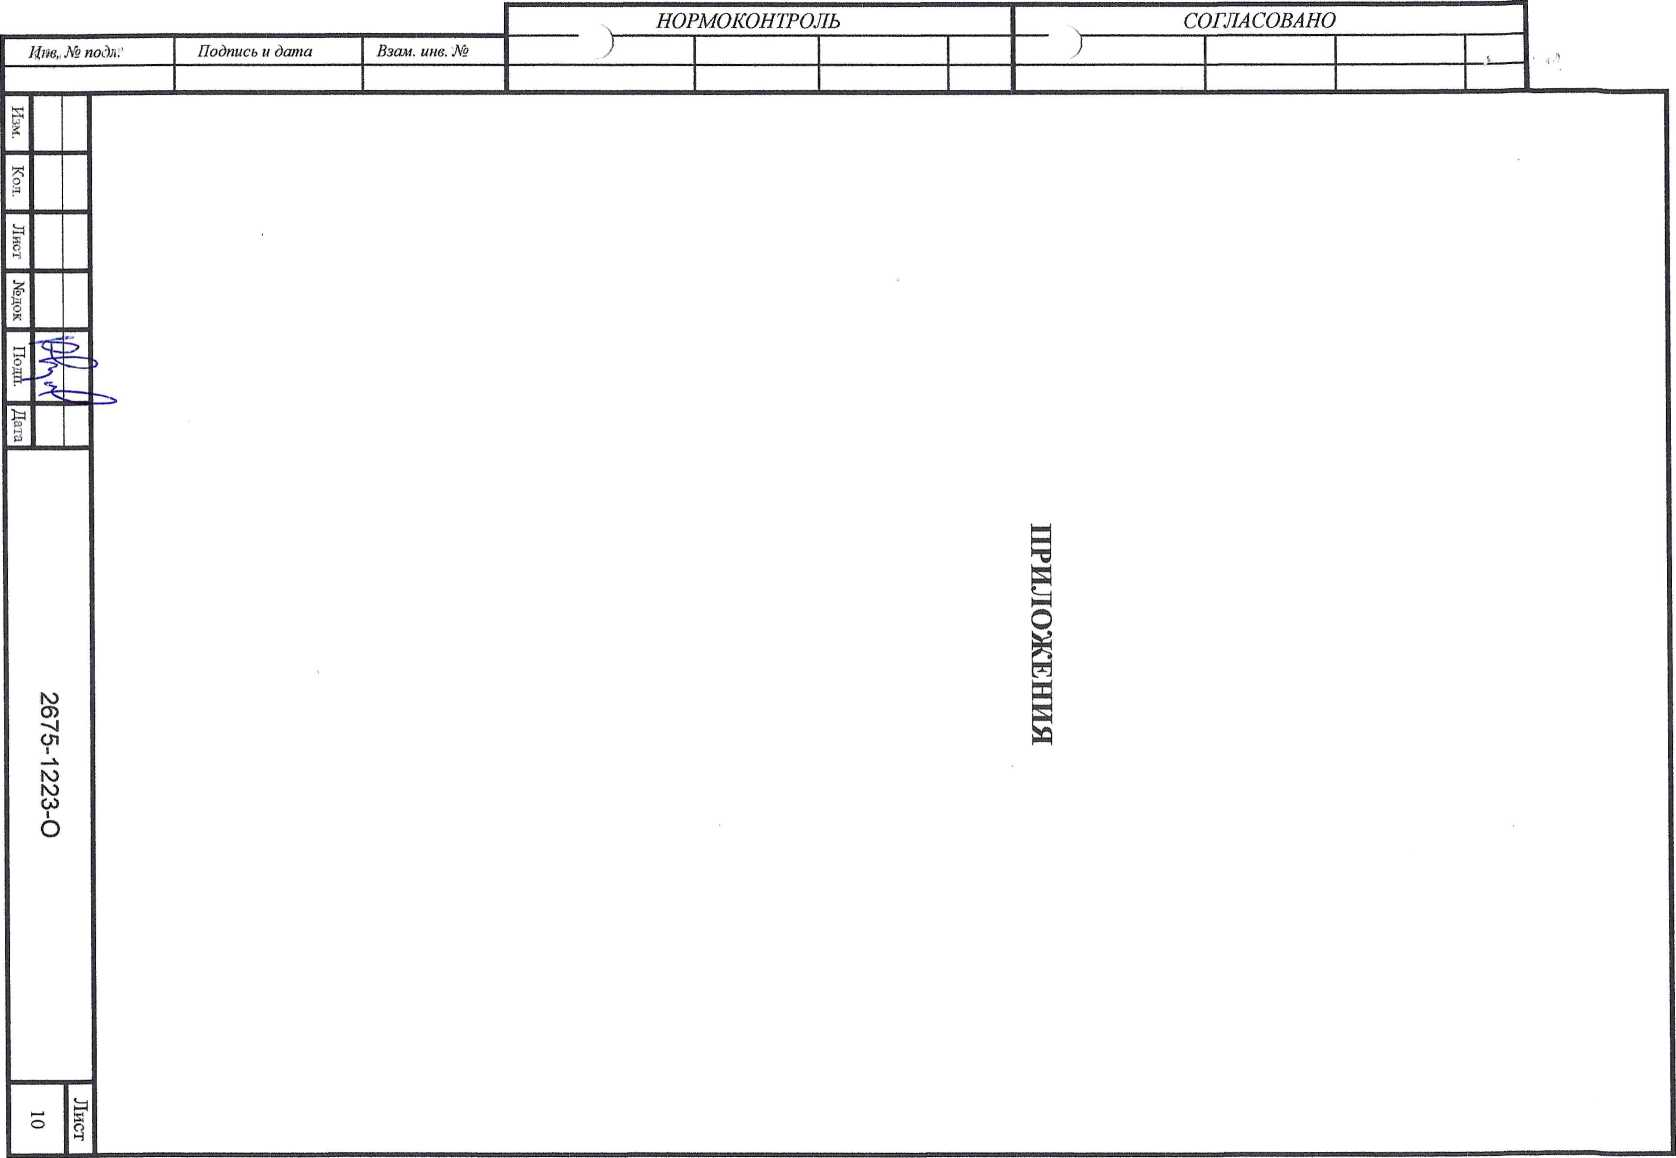 НОРМОКОНТРОЛЬ
СОГЛАСОВАНО
Инв. № подл.
Подпись и дата
Взам. инв. №
ПРИЛОЖЕНИЯ
Изм.
Кол.
Лист
№док
Подп.
Дата
2675-1223-О
Лист
10